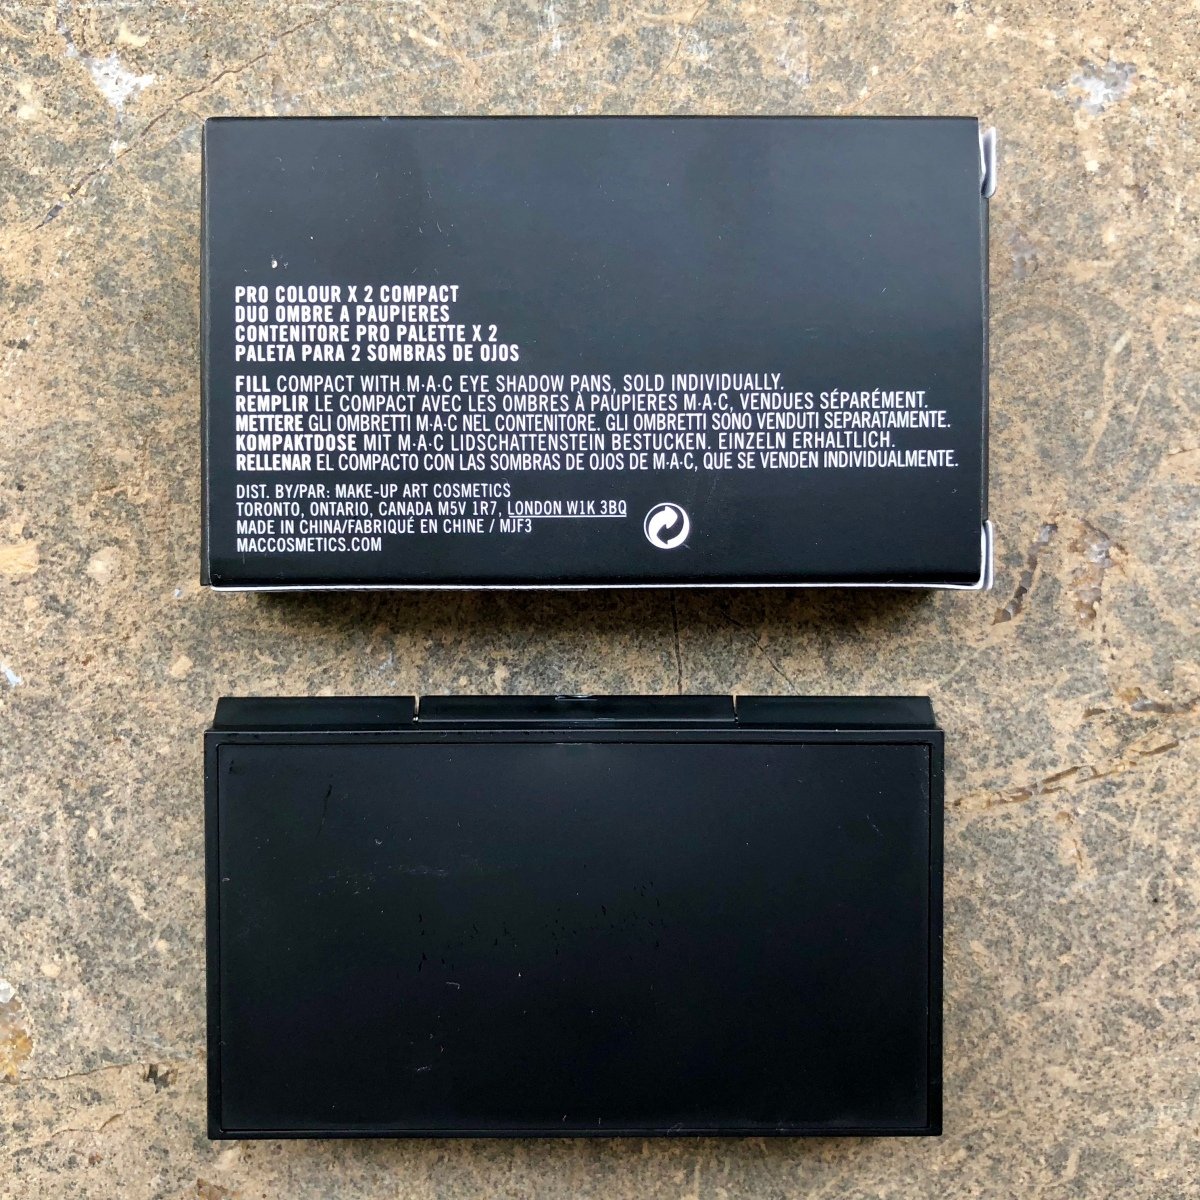 PRO COLOUR X 2 COMPACT
DUO OMBRE A PAUPIERES
CONTENITORE PRO PALETTE X 2
PALETA PARA 2 SOMBRAS DE OJOS
FILL COMPACT WITH M·A·C EYE SHADOW PANS, SOLD INDIVIDUALLY.
REMPLIR LE COMPACT AVEC LES OMBRES À PAUPIERES M·A·C, VENDUES SÉPARÉMENT.
METTERE GLI OMBRETTI M·A·C NEL CONTENITORE. GLI OMBRETTI SONO VENDUTI SEPARATAMENTE.
KOMPAKTDOSE MIT M·A·C LIDSCHATTENSTEIN BESTUCKEN. EINZELN ERHALTLICH.
RELLENAR EL COMPACTO CON LAS SOMBRAS DE OJOS DE M·A·C, QUE SE VENDEN INDIVIDUALMENTE.
DIST. BY/PAR: MAKE-UP ART COSMETICS
TORONTO, ONTARIO, CANADA M5V 1R7, LONDON W1K 3BQ
MADE IN CHINA/FABRIQUÉ EN CHINE / MJF3
MACCOSMETICS.COM